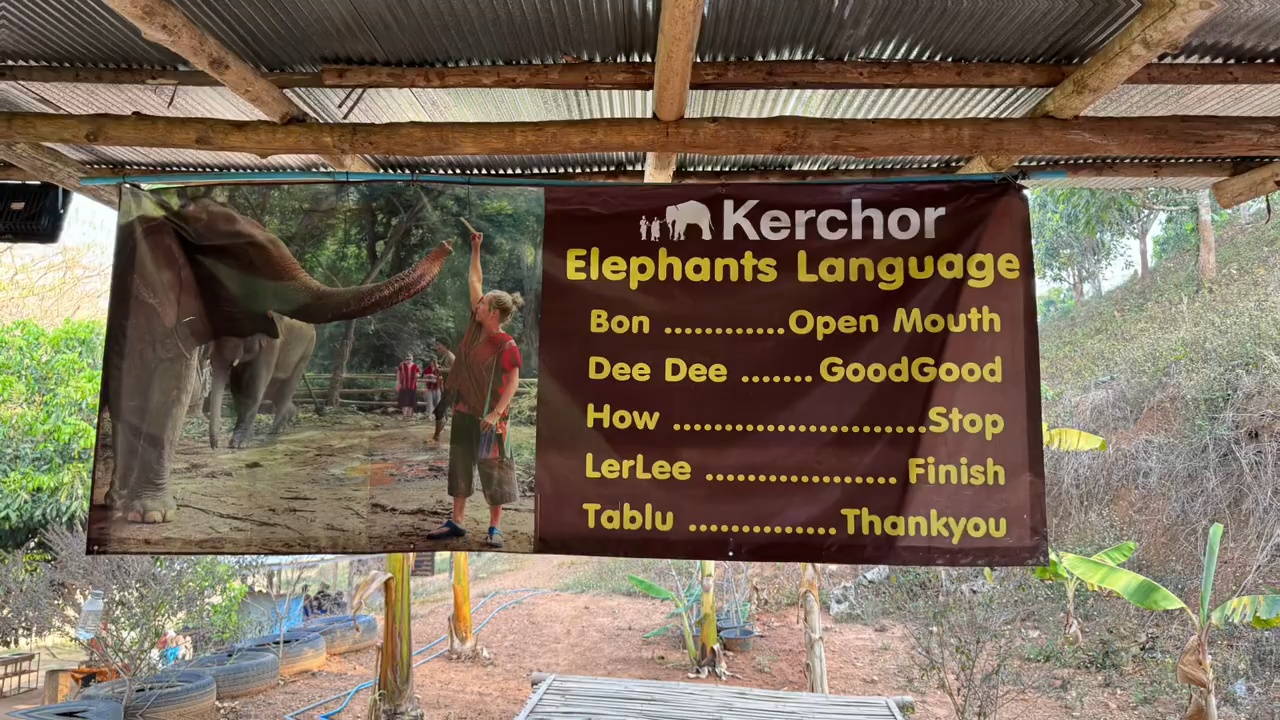 Kerchor
Elephants Language
Bon ............Open Mouth
Dee Dee ....... GoodGood
How ......................Stop
LerLee ................. Finish
Tablu ..............Thankyou